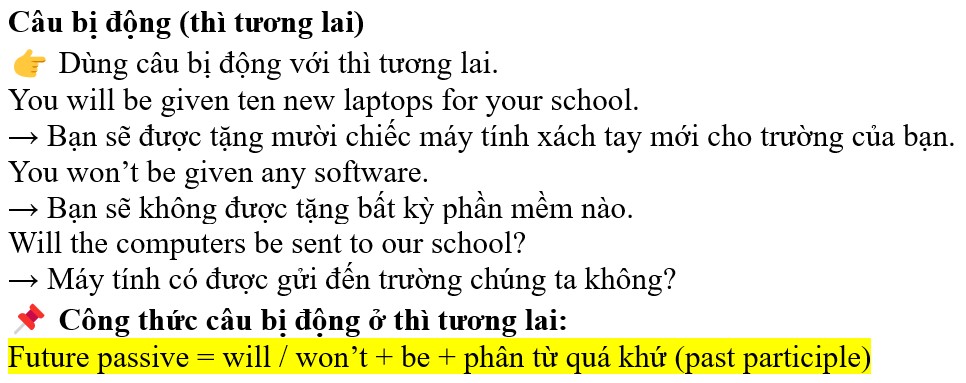 Câu bị động (thì tương lai)
👉 Dùng câu bị động với thì tương lai.
You will be given ten new laptops for your school.
→ Bạn sẽ được tặng mười chiếc máy tính xách tay mới cho trường của bạn.
You won’t be given any software.
→ Bạn sẽ không được tặng bất kỳ phần mềm nào.
Will the computers be sent to our school?
→ Máy tính có được gửi đến trường chúng ta không?
📌 Công thức câu bị động ở thì tương lai:
Future passive = will / won’t + be + phân từ quá khứ (past participle)